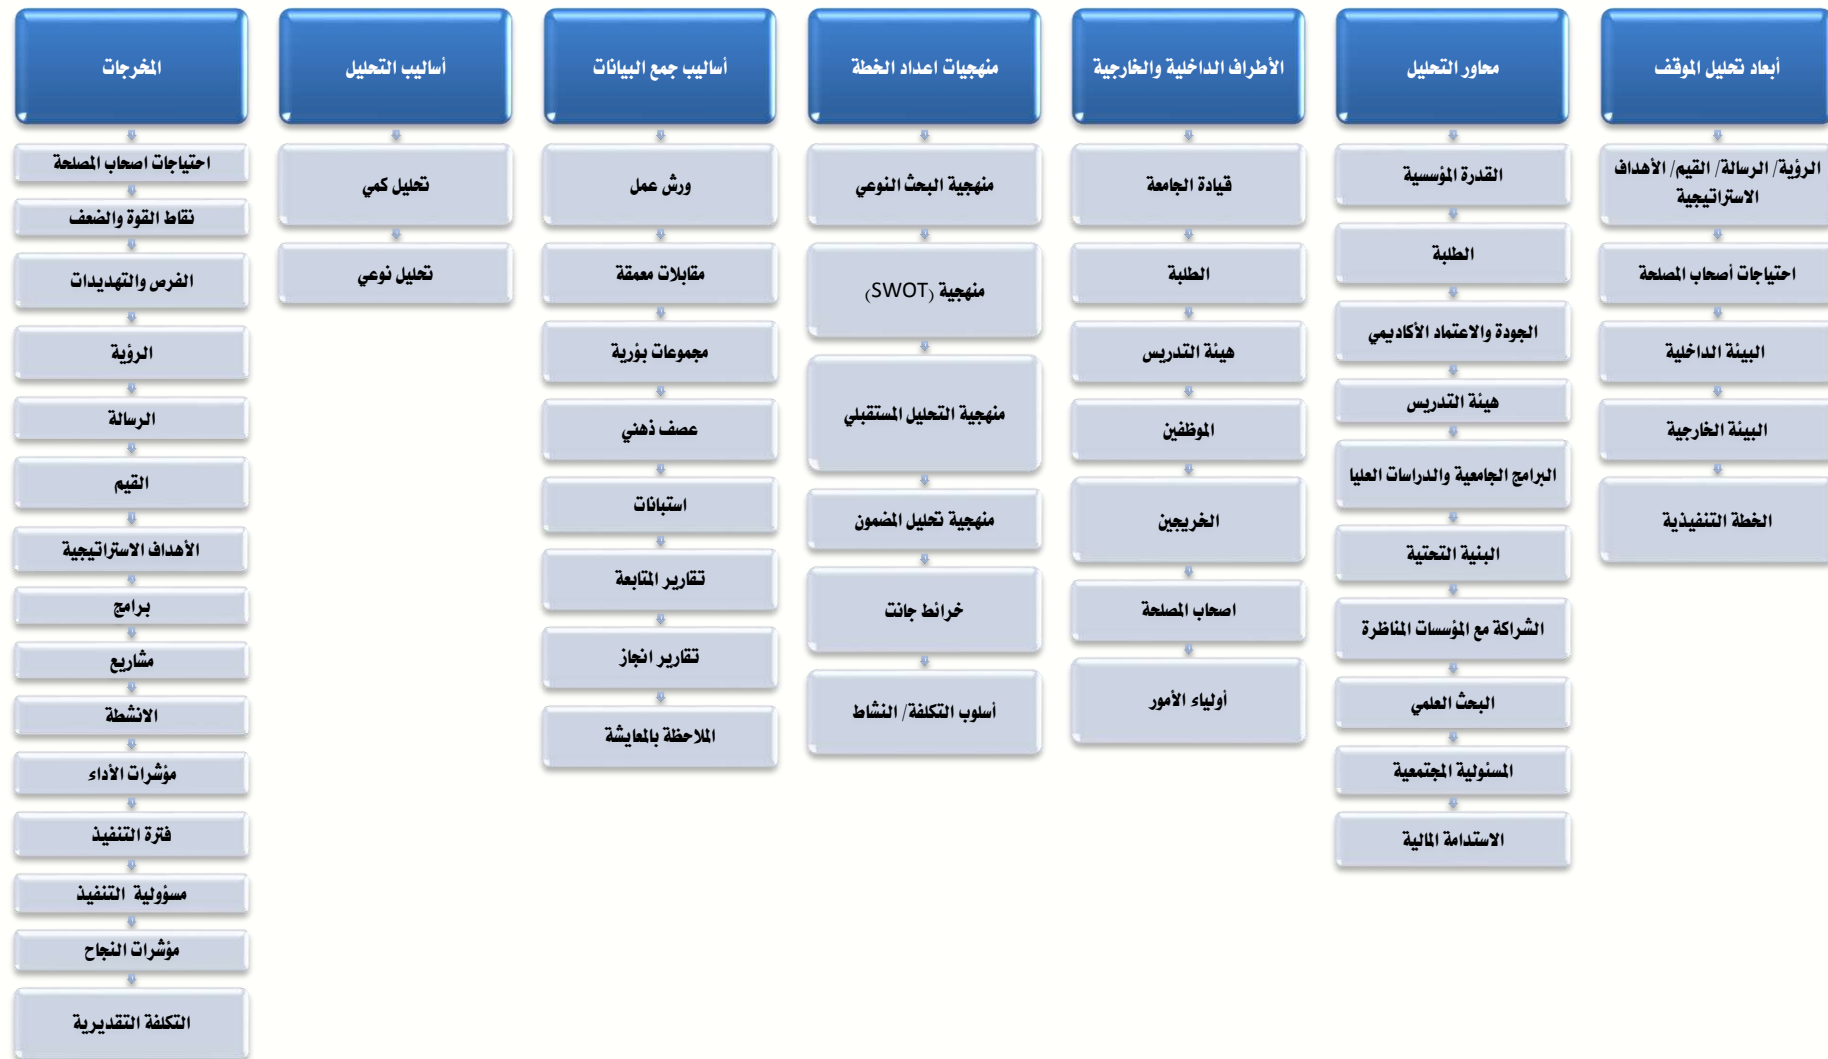 أبعاد تحليل الموقف
الرؤية/ الرسالة/ القيم/ الأهداف
الاستراتيجية
احتياجات أصحاب المصلحة
البيئة الداخلية
البيئة الخارجية
الخطة التنفيذية
محاور التحليل
القدرة المؤسسية
الطلبة
الجودة والاعتماد الأكاديمي
هيئة التدريس
البرامج الجامعية والدراسات العليا
البنية التحتية
الشراكة مع المؤسسات المناظرة
البحث العلمي
المسئولية المجتمعية
الاستدامة المالية
الأطراف الداخلية والخارجية
قيادة الجامعة
الطلبة
هيئة التدريس
الموظفين
الخريجين
اصحاب المصلحة
أولياء الأمور
منهجيات اعداد الخطة
منهجية البحث النوعي
منهجية (SWOT)
منهجية التحليل المستقبلي
منهجية تحليل المضمون
خرائط جانت
أسلوب التكلفة/ النشاط
أساليب جمع البيانات
ورش عمل
مقابلات معمقة
مجموعات بؤرية
عصف ذهني
استبانات
تقارير المتابعة
تقارير انجاز
الملاحظة بالمعايشة
أساليب التحليل
تحليل كمي
تحليل نوعي
المخرجات
احتياجات اصحاب المصلحة
نقاط القوة والضعف
الفرص والتهديدات
الرؤية
الرسالة
القيم
الأهداف الاستراتيجية
برامج
مشاريع
الانشطة
مؤشرات الأداء
فترة التنفيذ
مسؤولية التنفيذ
مؤشرات النجاح
التكلفة التقديرية